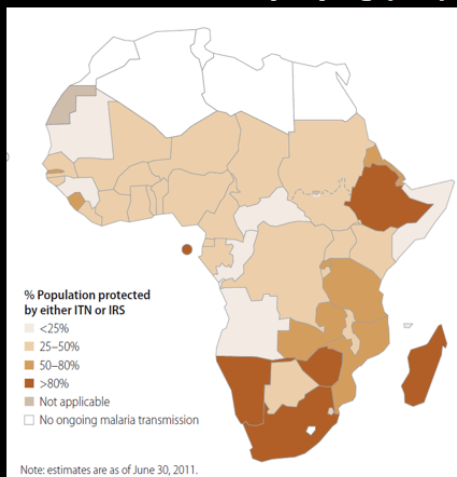 % Population protected
by either ITN or IRS
<25%
25–50%
50–80%
>80%
Not applicable
No ongoing malaria transmission
Note: estimates are as of June 30, 2011.